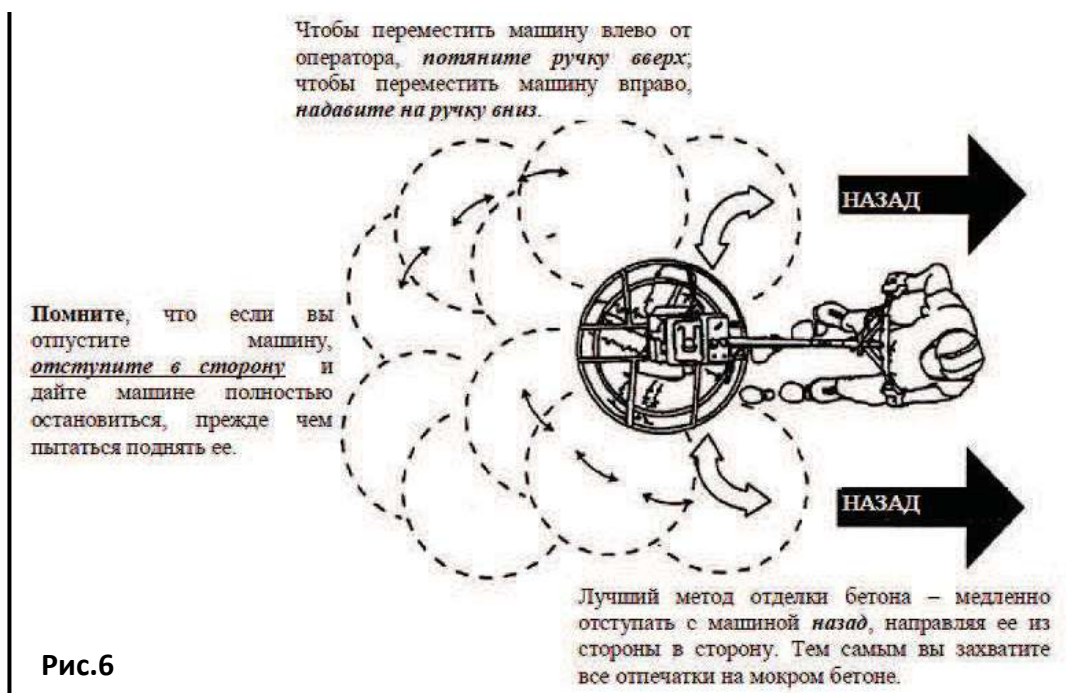 Чтобы переместить машину влево от
оператора, потяните ручку вверх;
чтобы переместить машину вправо,
надавите на ручку вниз.
НАЗАД
Помните, что если вы
отпустите машину,
отступите в сторону и
дайте машине полностью
остановиться, прежде чем
пытаться поднять ее.
НАЗАД
Лучший метод отделки бетона – медленно
отступать с машиной назад, направляя ее из
стороны в сторону. Тем самым вы захватите
все отпечатки на мокром бетоне.
Рис.6